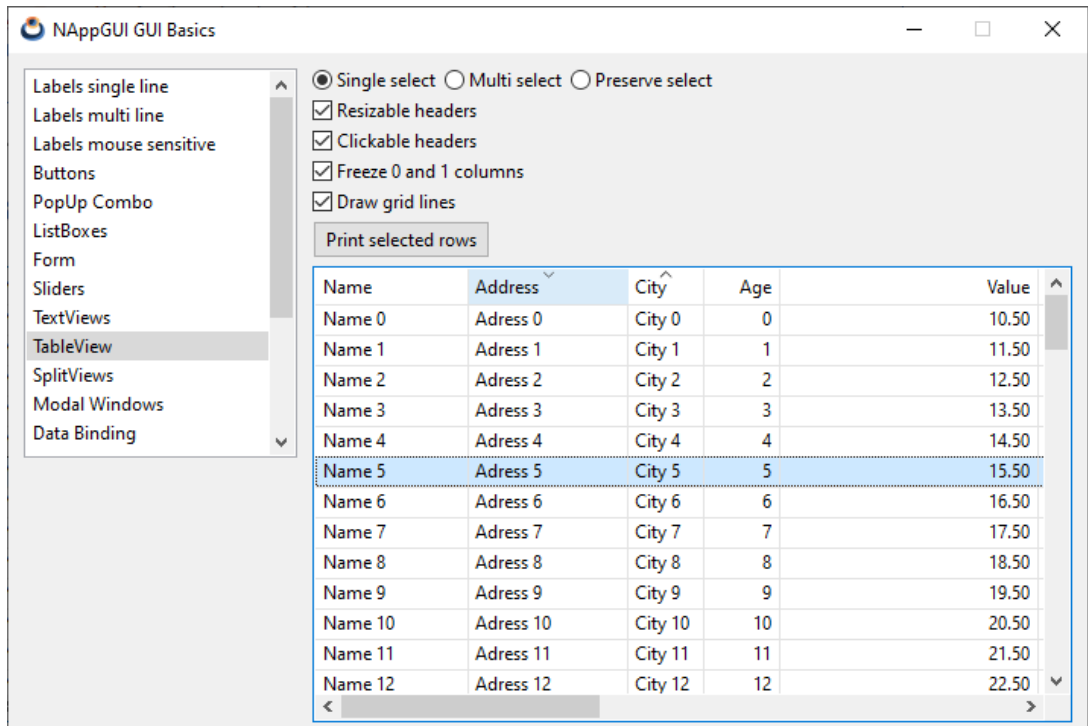 NAppGUI GUI Basics
Labels single line
Labels multi line
Labels mouse sensitive
Buttons
PopUp Combo
ListBoxes
Form
Sliders
TextViews
TableView
SplitViews
Modal Windows
Data Binding
Single select Multi select Preserve select
Resizable headers
Clickable headers
Freeze 0 and 1 columns
Draw grid lines
Print selected rows
Name Address City Age Value
Name 0 Adress 0 City 0 0 10.50
Name 1 Adress 1 City 1 1 11.50
Name 2 Adress 2 City 2 2 12.50
Name 3 Adress 3 City 3 3 13.50
Name 4 Adress 4 City 4 4 14.50
Name 5 Adress 5 City 5 5 15.50
Name 6 Adress 6 City 6 6 16.50
Name 7 Adress 7 City 7 7 17.50
Name 8 Adress 8 City 8 8 18.50
Name 9 Adress 9 City 9 9 19.50
Name 10 Adress 10 City 10 10 20.50
Name 11 Adress 11 City 11 11 21.50
Name 12 Adress 12 City 12 12 22.50